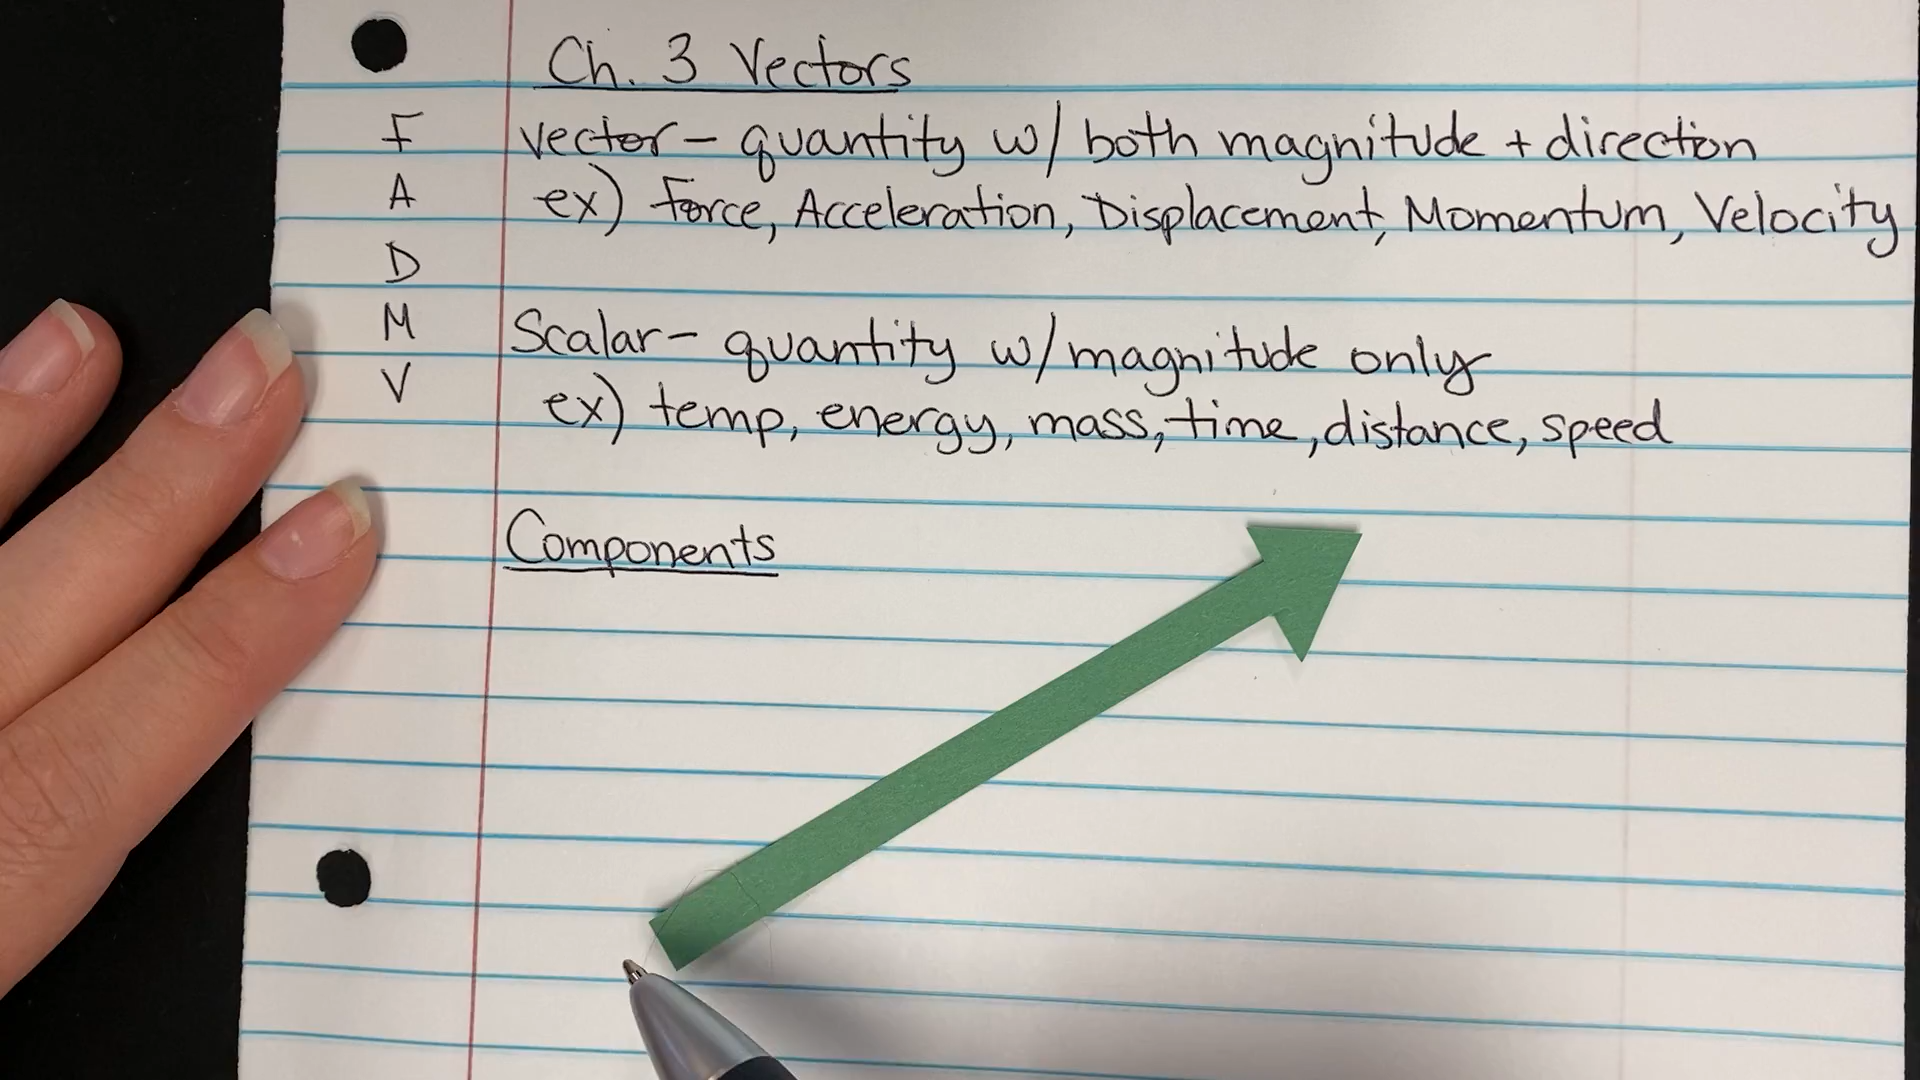 Ch. 3 Vectors
F
vector - quantity w/ both magnitude + direction
A
ex) Force, Acceleration, Displacement, Momentum, Velocity
D
M
Scalar - quantity w/ magnitude only
V
ex) temp, energy, mass, time, distance, speed
Components